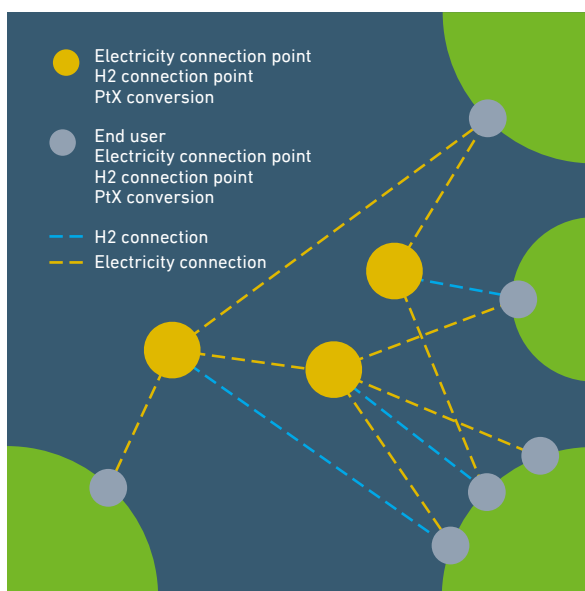 Electricity connection point
H2 connection point
PtX conversion
End user
Electricity connection point
H2 connection point
PtX conversion
H2 connection
Electricity connection